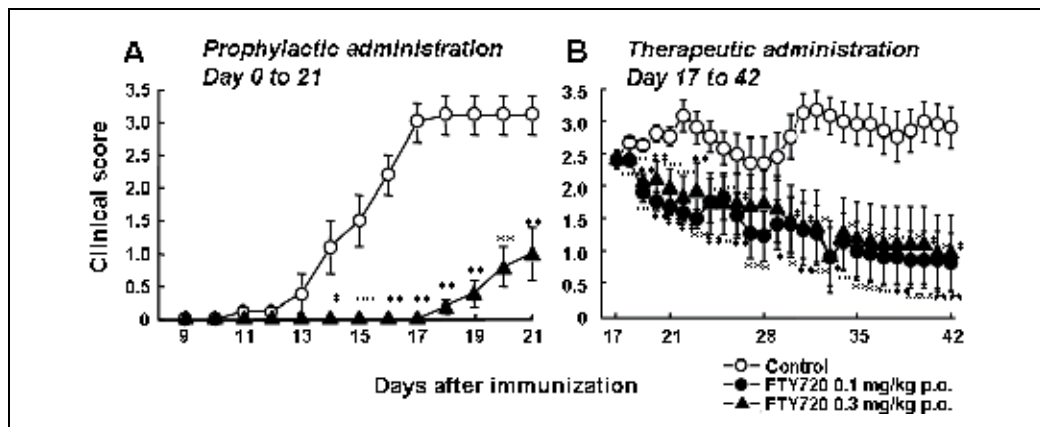 A Prophylactic administration
Day 0 to 21
B Therapeutic administration
Day 17 to 42
Clinical score
3.5
3.0
2.5
2.0
1.5
1.0
0.5
0
9 11 13 15 17 19 21
3.5
3.0
2.5
2.0
1.5
1.0
0.5
0
17 21 28 35 42
Days after immunization
Control
FTY720 0.1 mg/kg p.o.
FTY720 0.3 mg/kg p.o.